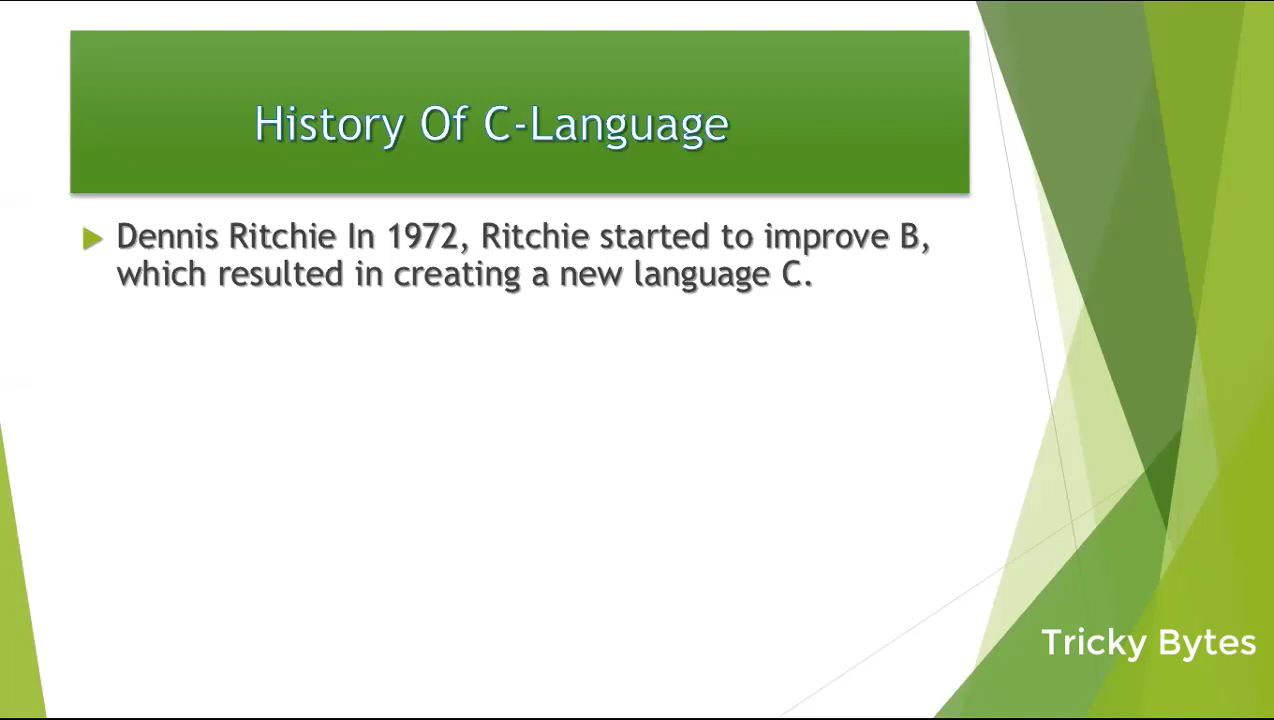 History Of C-Language
Dennis Ritchie In 1972, Ritchie started to improve B,
which resulted in creating a new language C.
Tricky Bytes